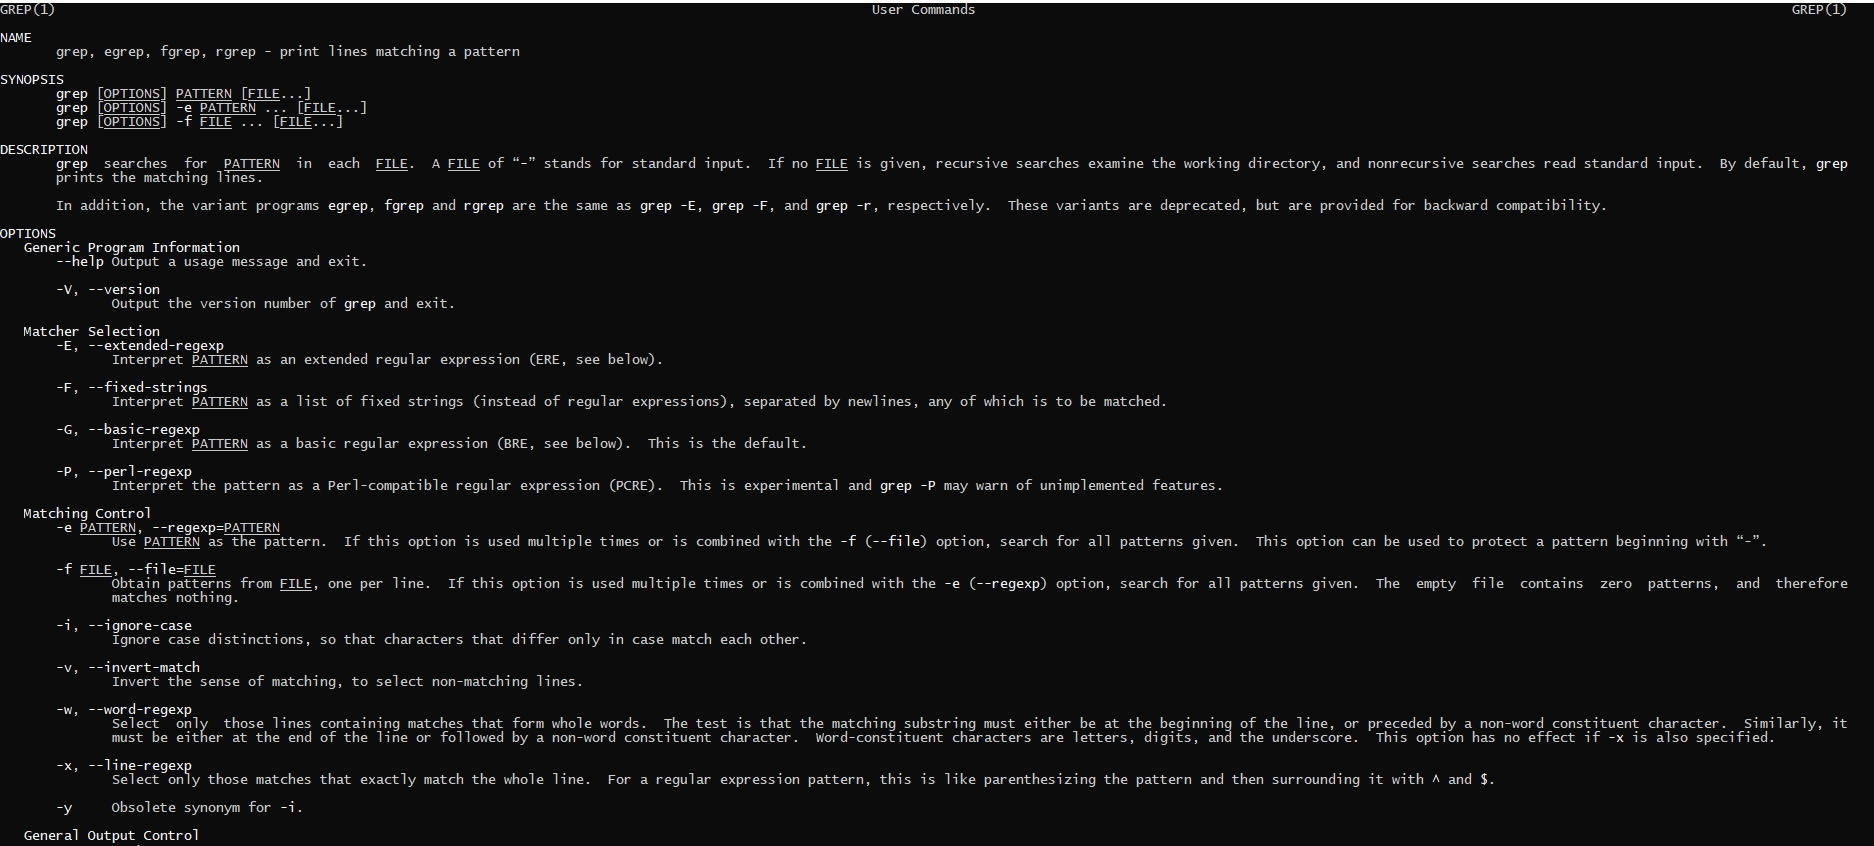 GREP(1) User Commands GREP(1)
NAME
grep, egrep, fgrep, rgrep - print lines matching a pattern
SYNOPSIS
grep [OPTIONS] PATTERN [FILE...]
grep [OPTIONS] -e PATTERN ... [FILE...]
grep [OPTIONS] -f FILE ... [FILE...]
DESCRIPTION
grep searches for PATTERN in each FILE. A FILE of “-” stands for standard input. If no FILE is given, recursive searches examine the working directory, and nonrecursive searches read standard input. By default, grep
prints the matching lines.
In addition, the variant programs egrep, fgrep and rgrep are the same as grep -E, grep -F, and grep -r, respectively. These variants are deprecated, but are provided for backward compatibility.
OPTIONS
Generic Program Information
--help Output a usage message and exit.
-V, --version
Output the version number of grep and exit.
Matcher Selection
-E, --extended-regexp
Interpret PATTERN as an extended regular expression (ERE, see below).
-F, --fixed-strings
Interpret PATTERN as a list of fixed strings (instead of regular expressions), separated by newlines, any of which is to be matched.
-G, --basic-regexp
Interpret PATTERN as a basic regular expression (BRE, see below). This is the default.
-P, --perl-regexp
Interpret the pattern as a Perl-compatible regular expression (PCRE). This is experimental and grep -P may warn of unimplemented features.
Matching Control
-e PATTERN, --regexp=PATTERN
Use PATTERN as the pattern. If this option is used multiple times or is combined with the -f (--file) option, search for all patterns given. This option can be used to protect a pattern beginning with “-”.
-f FILE, --file=FILE
Obtain patterns from FILE, one per line. If this option is used multiple times or is combined with the -e (--regexp) option, search for all patterns given. The empty file contains zero patterns, and therefore
matches nothing.
-i, --ignore-case
Ignore case distinctions, so that characters that differ only in case match each other.
-v, --invert-match
Invert the sense of matching, to select non-matching lines.
-w, --word-regexp
Select only those lines containing matches that form whole words. The test is that the matching substring must either be at the beginning of the line, or preceded by a non-word constituent character. Similarly, it
must be either at the end of the line or followed by a non-word constituent character. Word-constituent characters are letters, digits, and the underscore. This option has no effect if -x is also specified.
-x, --line-regexp
Select only those matches that exactly match the whole line. For a regular expression pattern, this is like parenthesizing the pattern and then surrounding it with ^ and $.
-y Obsolete synonym for -i.
General Output Control